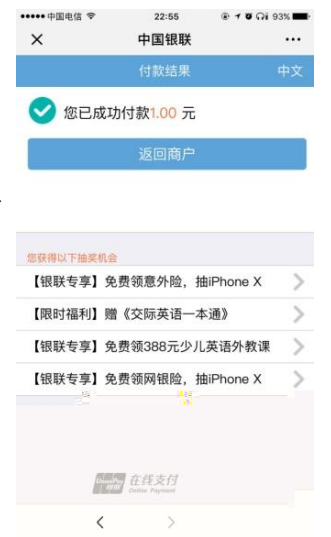 中国电信 22:55 93%
中国银联
付款结果 中文
您已成功付款1.00 元
返回商户
您获得以下抽奖机会
【银联专享】免费领意外险，抽iPhone X
【限时福利】赠《交际英语一本通》
【银联专享】免费领388元少儿英语外教课
【银联专享】免费领网银险，抽iPhone X
UnionPay 在线支付
银联 Online Payment